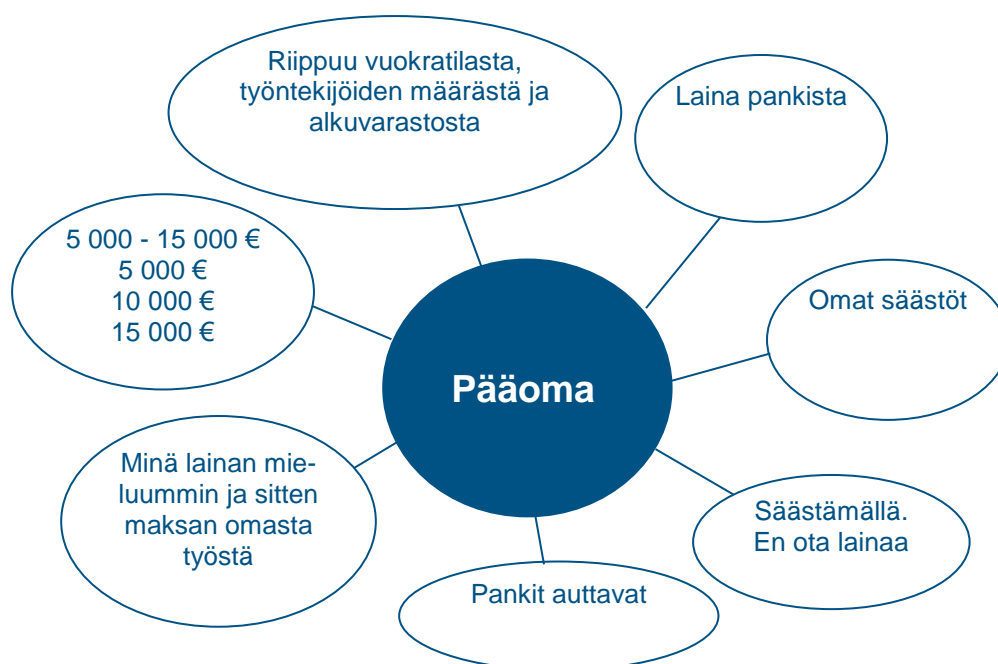 Riippuu vuokratilasta,
työntekijöiden määrästä ja
alkuvarastosta
Laina pankista
5 000 - 15 000 €
5 000 €
10 000 €
15 000 €
Omat säästöt
Pääoma
Minä lainan mie-
luummin ja sitten
maksan omasta
työstä
Säästämällä.
En ota lainaa
Pankit auttavat